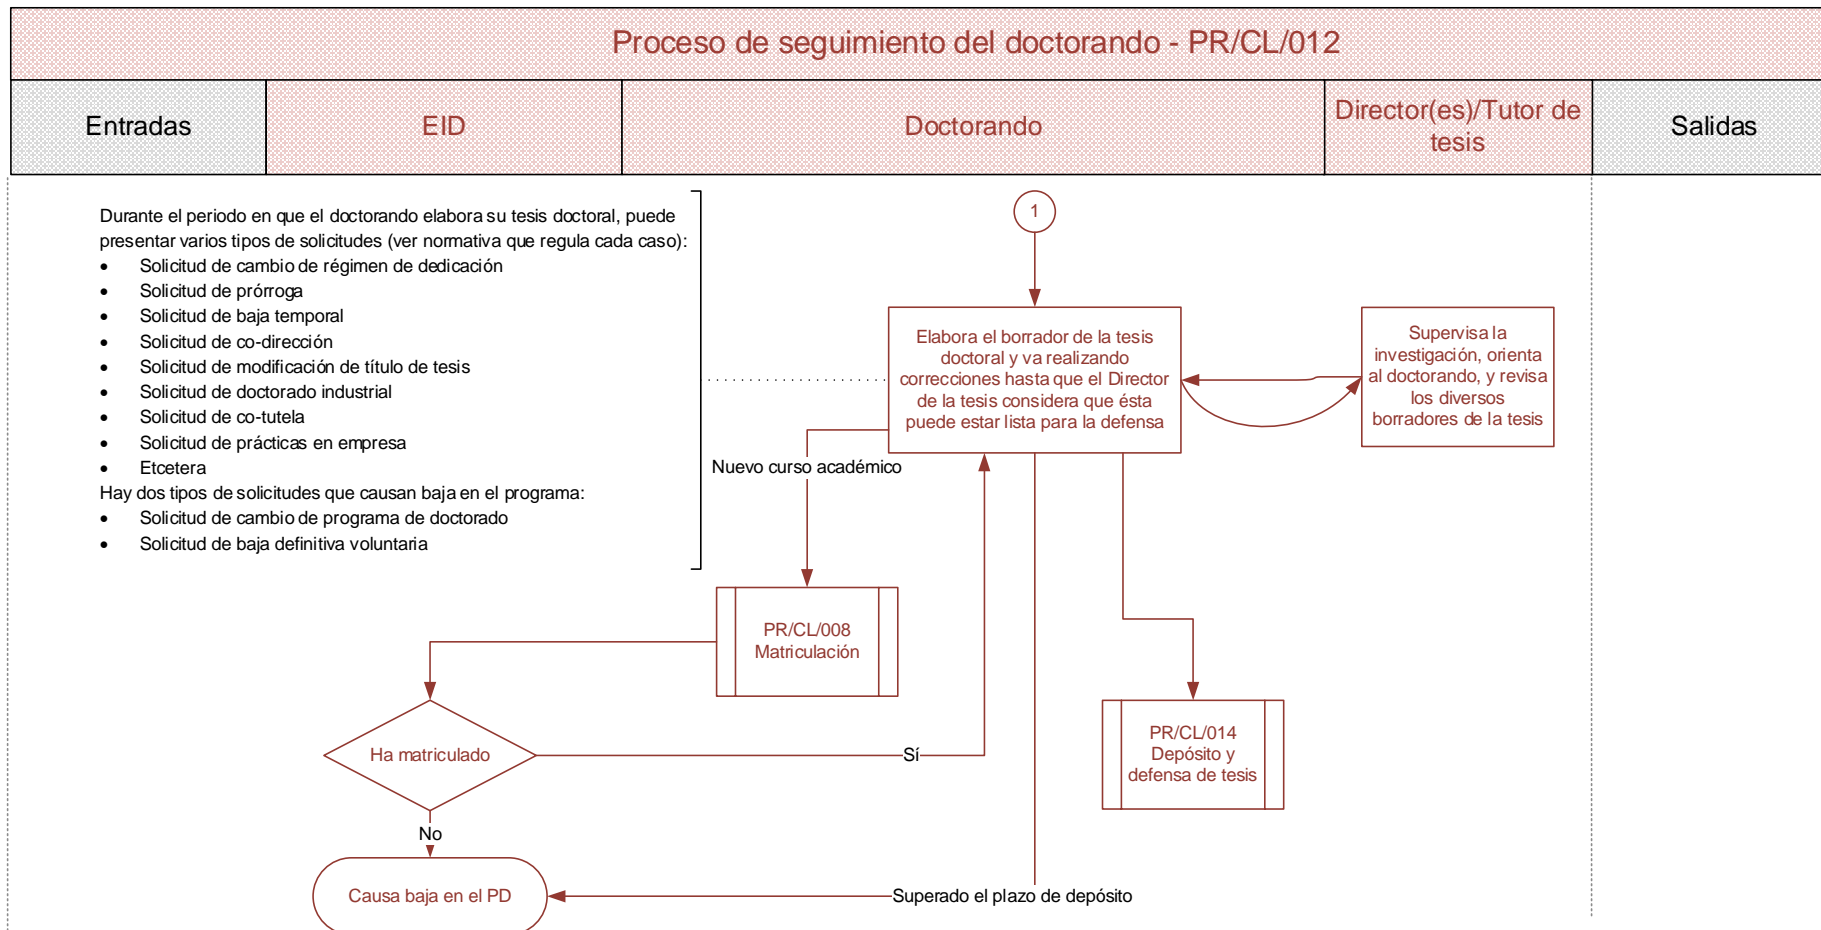 Proceso de seguimiento del doctorando - PR/CL/012
Entradas
EID
Doctorando
Director(es)/Tutor de
tesis
Salidas
Durante el periodo en que el doctorando elabora su tesis doctoral, puede
presentar varios tipos de solicitudes (ver normativa que regula cada caso):
• Solicitud de cambio de régimen de dedicación
• Solicitud de prórroga
• Solicitud de baja temporal
• Solicitud de co-dirección
• Solicitud de modificación de título de tesis
• Solicitud de doctorado industrial
• Solicitud de co-tutela
• Solicitud de prácticas en empresa
• Etcetera
Hay dos tipos de solicitudes que causan baja en el programa:
• Solicitud de cambio de programa de doctorado
• Solicitud de baja definitiva voluntaria
1
Elabora el borrador de la tesis
doctoral y va realizando
correcciones hasta que el Director
de la tesis considera que ésta
puede estar lista para la defensa
Supervisa la
investigación, orienta
al doctorando, y revisa
los diversos
borradores de la tesis
Nuevo curso académico
PR/CL/008
Matriculación
Ha matriculado
Sí
No
PR/CL/014
Depósito y
defensa de tesis
Causa baja en el PD
Superado el plazo de depósito